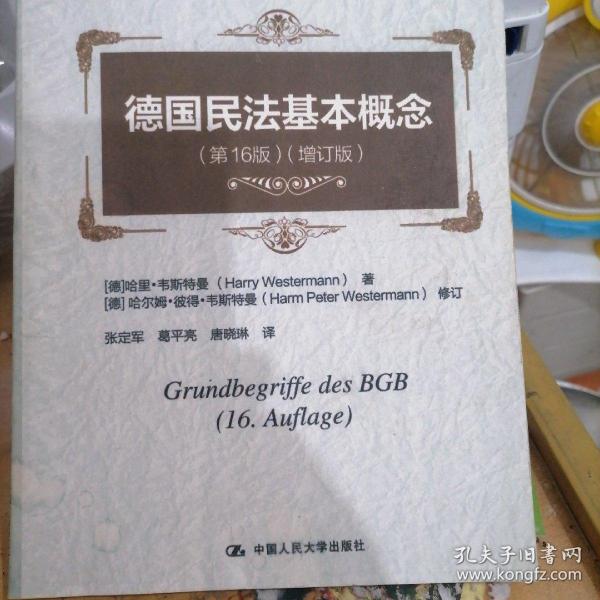 德国民法基本概念
（第16版）（增订版）
[德]哈里·韦斯特曼（Harry Westermann） 著
[德] 哈尔姆·彼得·韦斯特曼（Harm Peter Westermann） 修订
张定军 葛平亮 唐晓琳 译
Grundbegriffe des BGB
(16. Auflage)
中国人民大学出版社
孔夫子旧书网
www.kongfz.com